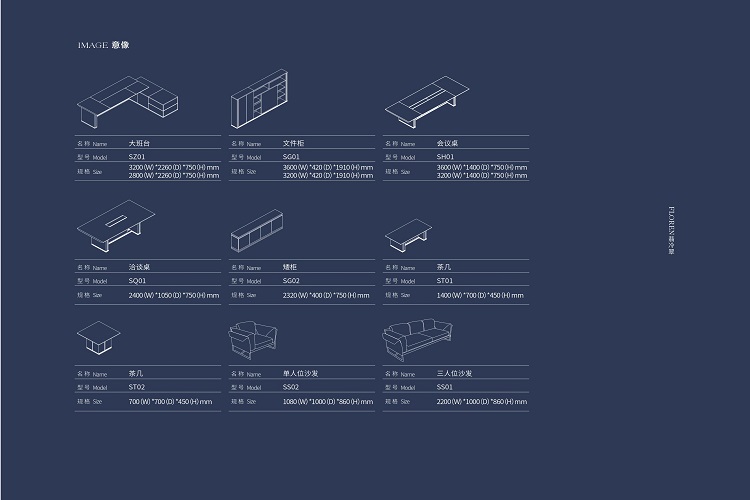 IMAGE 意像
名称 Name 大班台
型号 Model SZ01
规格 Size 3200(W)*2260(D)*750(H)mm
2800(W)*2260(D)*750(H)mm
名称 Name 文件柜
型号 Model SG01
规格 Size 3600(W)*420(D)*1910(H)mm
3200(W)*420(D)*1910(H)mm
名称 Name 会议桌
型号 Model SH01
规格 Size 3600(W)*1400(D)*750(H)mm
3200(W)*1400(D)*750(H)mm
名称 Name 洽谈桌
型号 Model SQ01
规格 Size 2400(W)*1050(D)*750(H)mm
名称 Name 矮柜
型号 Model SG02
规格 Size 2320(W)*400(D)*750(H)mm
名称 Name 茶几
型号 Model ST01
规格 Size 1400(W)*700(D)*450(H)mm
名称 Name 茶几
型号 Model ST02
规格 Size 700(W)*700(D)*450(H)mm
名称 Name 单人位沙发
型号 Model SS02
规格 Size 1080(W)*1000(D)*860(H)mm
名称 Name 三人位沙发
型号 Model SS01
规格 Size 2200(W)*1000(D)*860(H)mm
FLOREN 翡冷翠